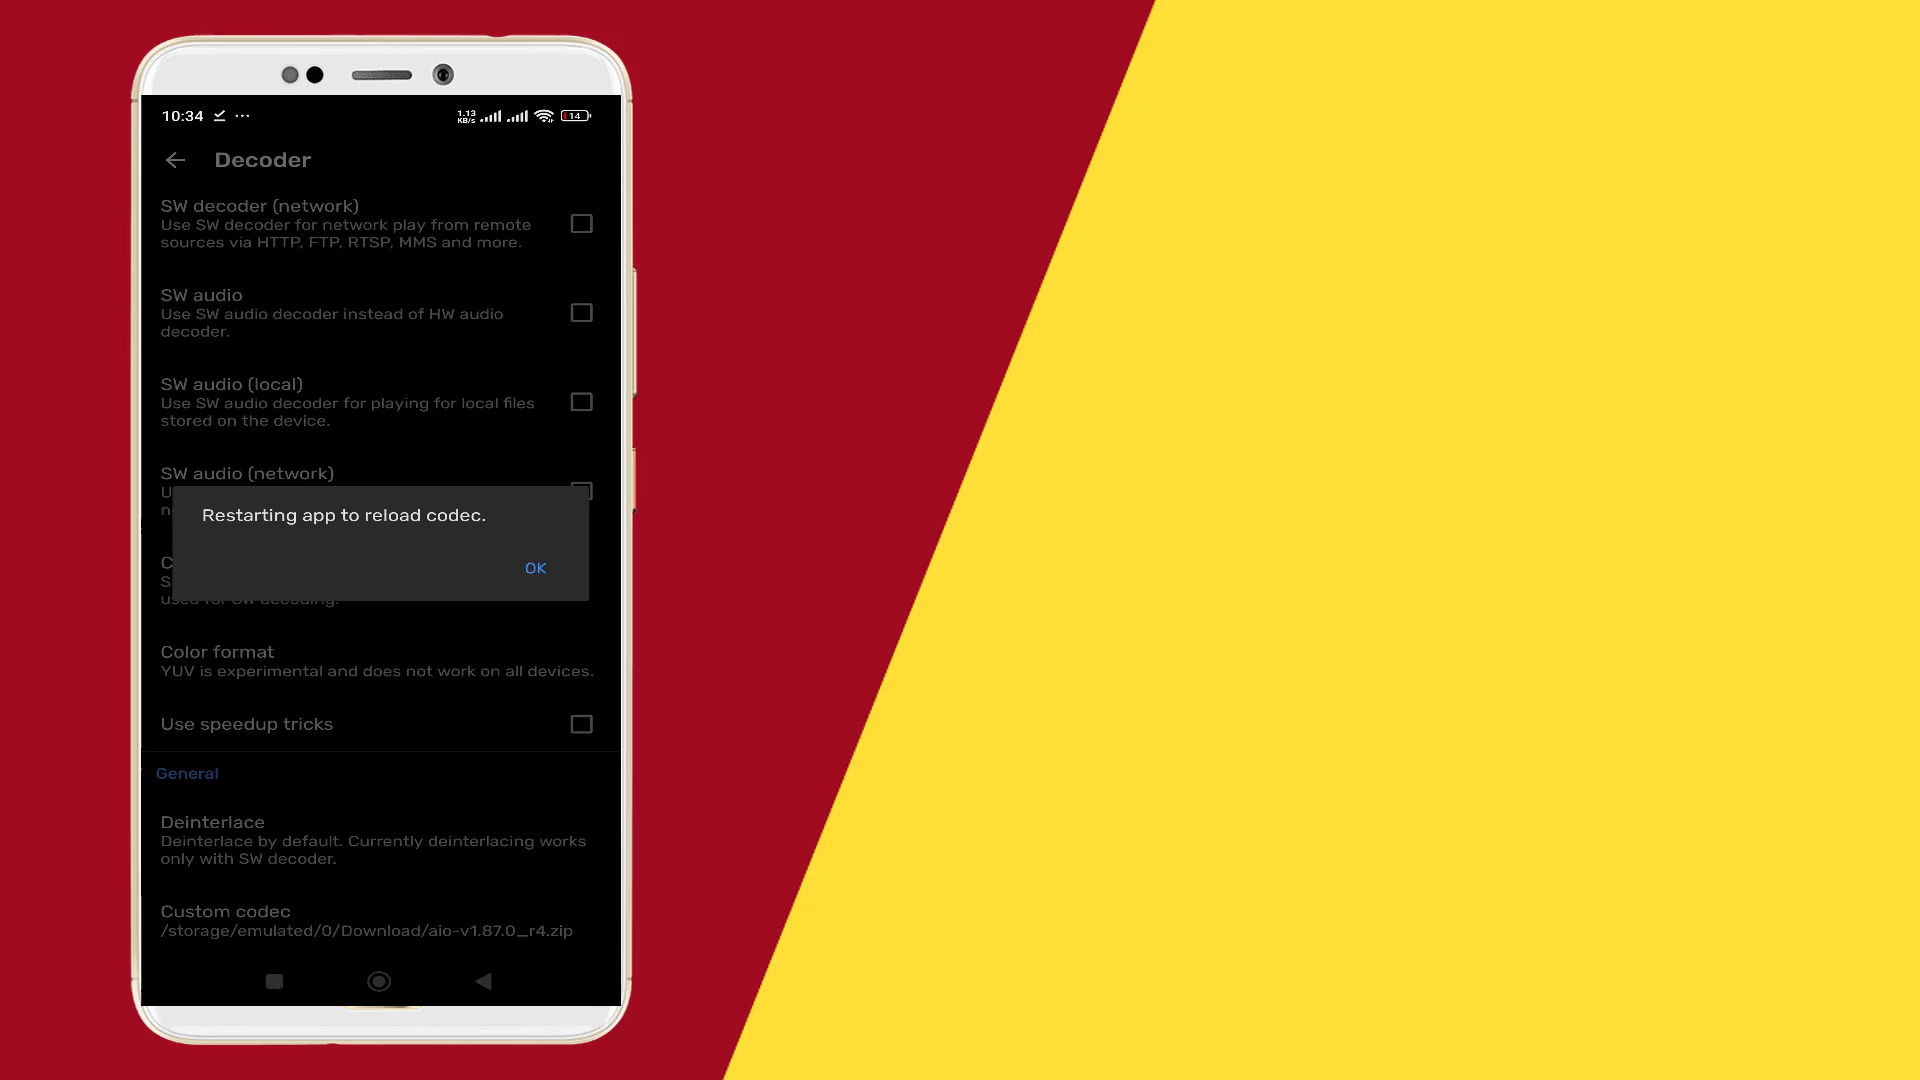 10:34
1.13 KB/s
14
Decoder
SW decoder (network)
Use SW decoder for network play from remote
sources via HTTP, FTP, RTSP, MMS and more.
SW audio
Use SW audio decoder instead of HW audio
decoder.
SW audio (local)
Use SW audio decoder for playing for local files
stored on the device.
SW audio (network)
Restarting app to reload codec.
OK
Color format
YUV is experimental and does not work on all devices.
Use speedup tricks
General
Deinterlace
Deinterlace by default. Currently deinterlacing works
only with SW decoder.
Custom codec
/storage/emulated/0/Download/aio-v1.87.0_r4.zip